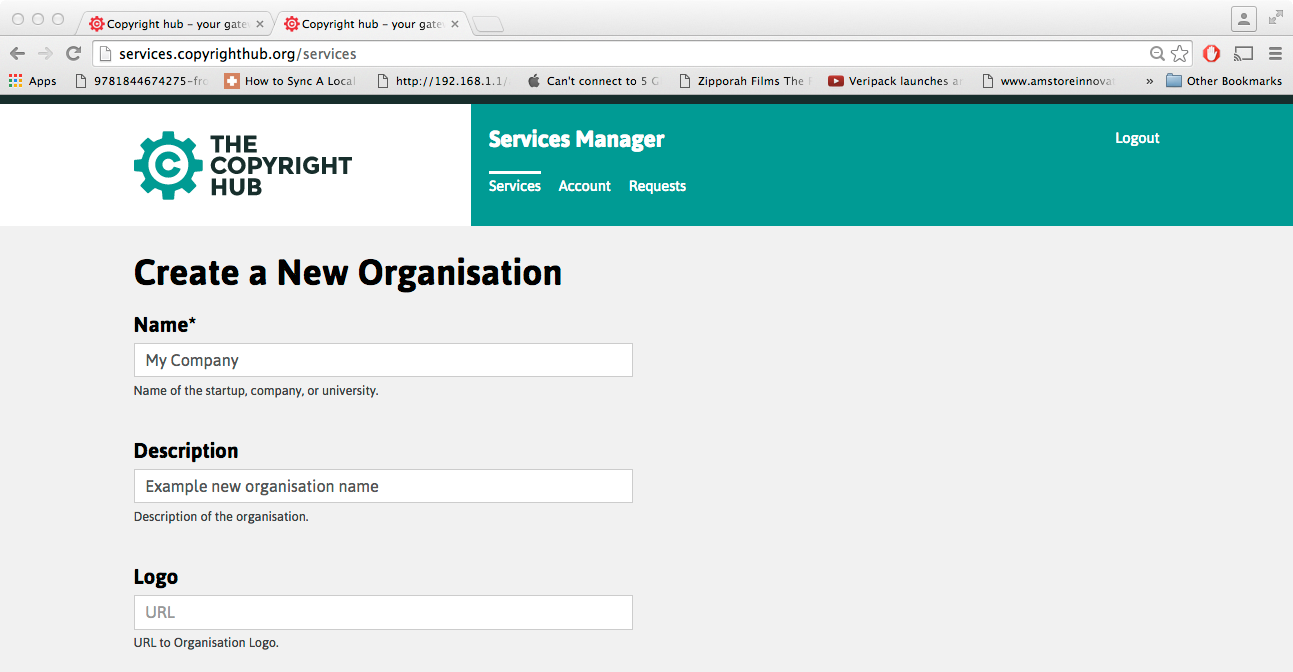 Copyright hub – your gate
Copyright hub – your gate
services.copyrighthub.org/services
Apps
9781844674275-fro
How to Sync A Local
http://192.168.1.1/
Can't connect to 5 G
Zipporah Films The F
Veripack launches a
www.amstoreinnova
»
Other Bookmarks
THE
COPYRIGHT
HUB
C
Services Manager
Logout
Services Account Requests
Create a New Organisation
Name*
My Company
Name of the startup, company, or university.
Description
Example new organisation name
Description of the organisation.
Logo
URL
URL to Organisation Logo.